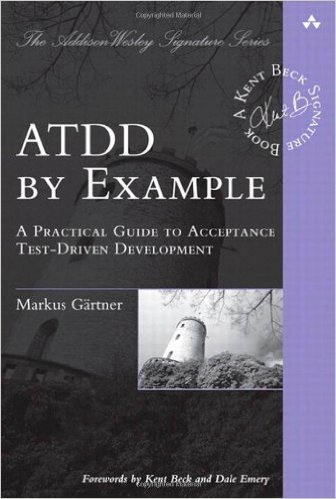 The Addison-Wesley Signature Series
A KENT BECK SIGNATURE BOOK
Kent B
ATDD
BY EXAMPLE
A PRACTICAL GUIDE TO ACCEPTANCE
TEST-DRIVEN DEVELOPMENT
Markus Gärtner
Forewords by Kent Beck and Dale Emery